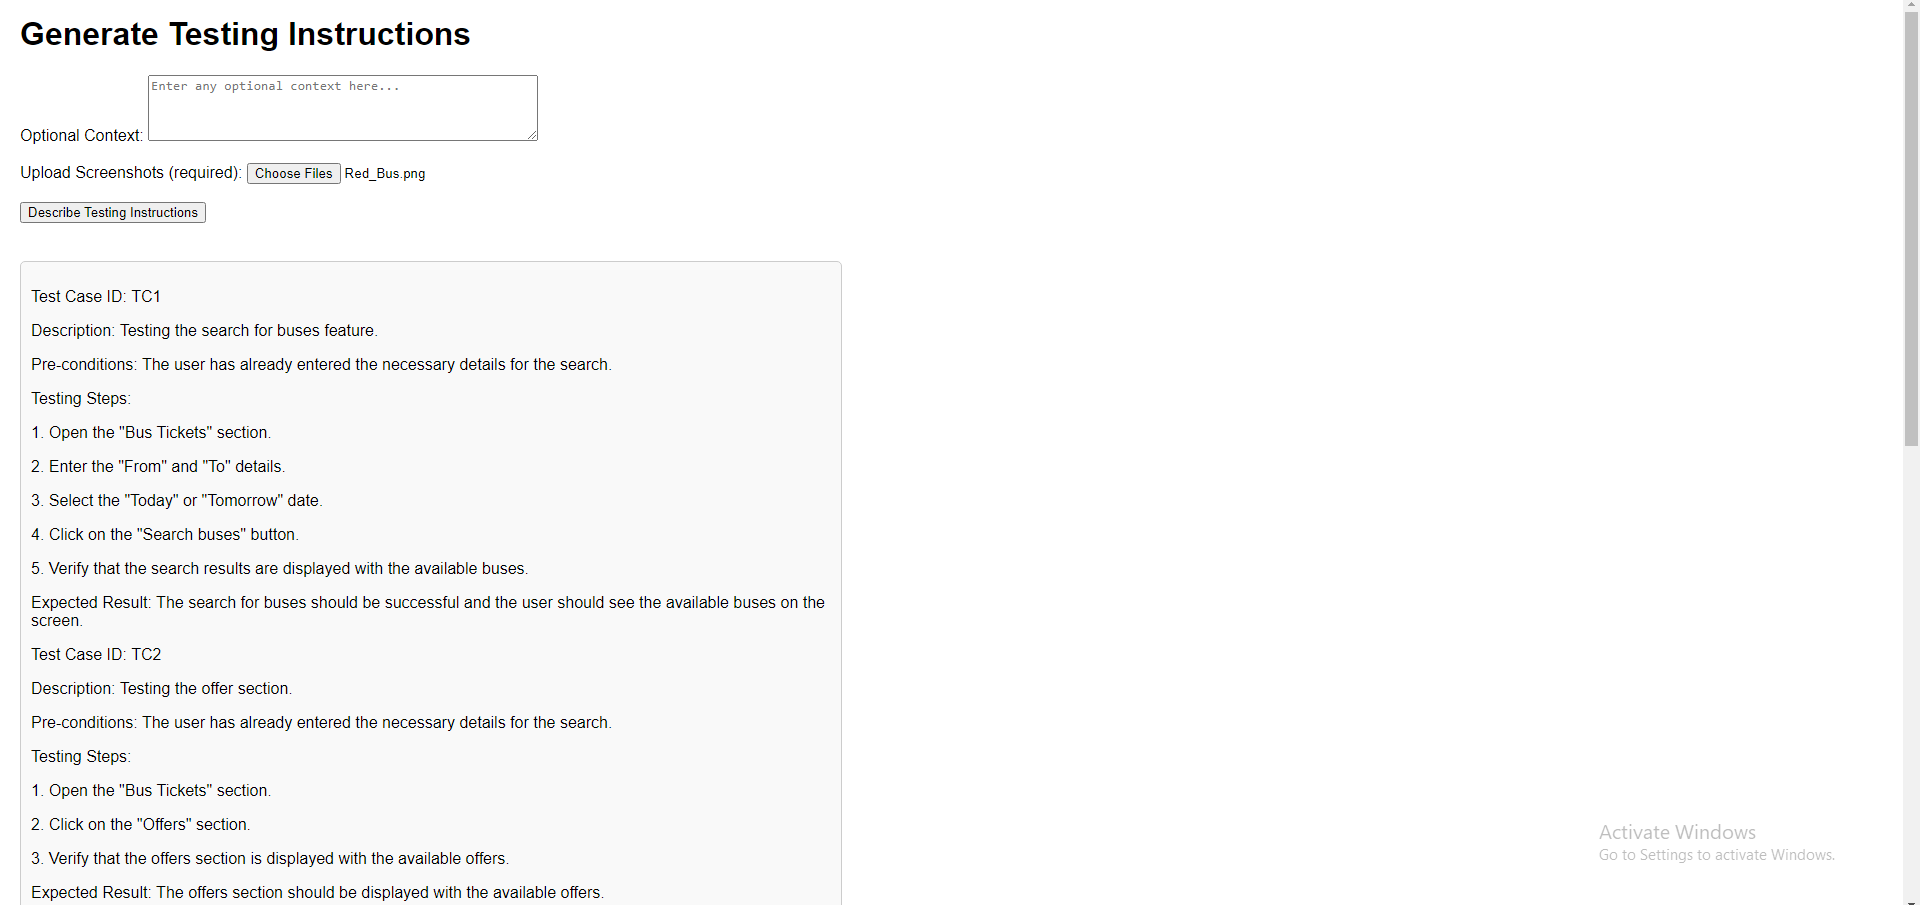 Generate Testing Instructions
Enter any optional context here...
Optional Context:
Upload Screenshots (required): Choose Files Red_Bus.png
Describe Testing Instructions
Test Case ID: TC1
Description: Testing the search for buses feature.
Pre-conditions: The user has already entered the necessary details for the search.
Testing Steps:
1. Open the "Bus Tickets" section.
2. Enter the "From" and "To" details.
3. Select the "Today" or "Tomorrow" date.
4. Click on the "Search buses" button.
5. Verify that the search results are displayed with the available buses.
Expected Result: The search for buses should be successful and the user should see the available buses on the
screen.
Test Case ID: TC2
Description: Testing the offer section.
Pre-conditions: The user has already entered the necessary details for the search.
Testing Steps:
1. Open the "Bus Tickets" section.
2. Click on the "Offers" section.
3. Verify that the offers section is displayed with the available offers.
Expected Result: The offers section should be displayed with the available offers.
Activate Windows
Go to Settings to activate Windows.